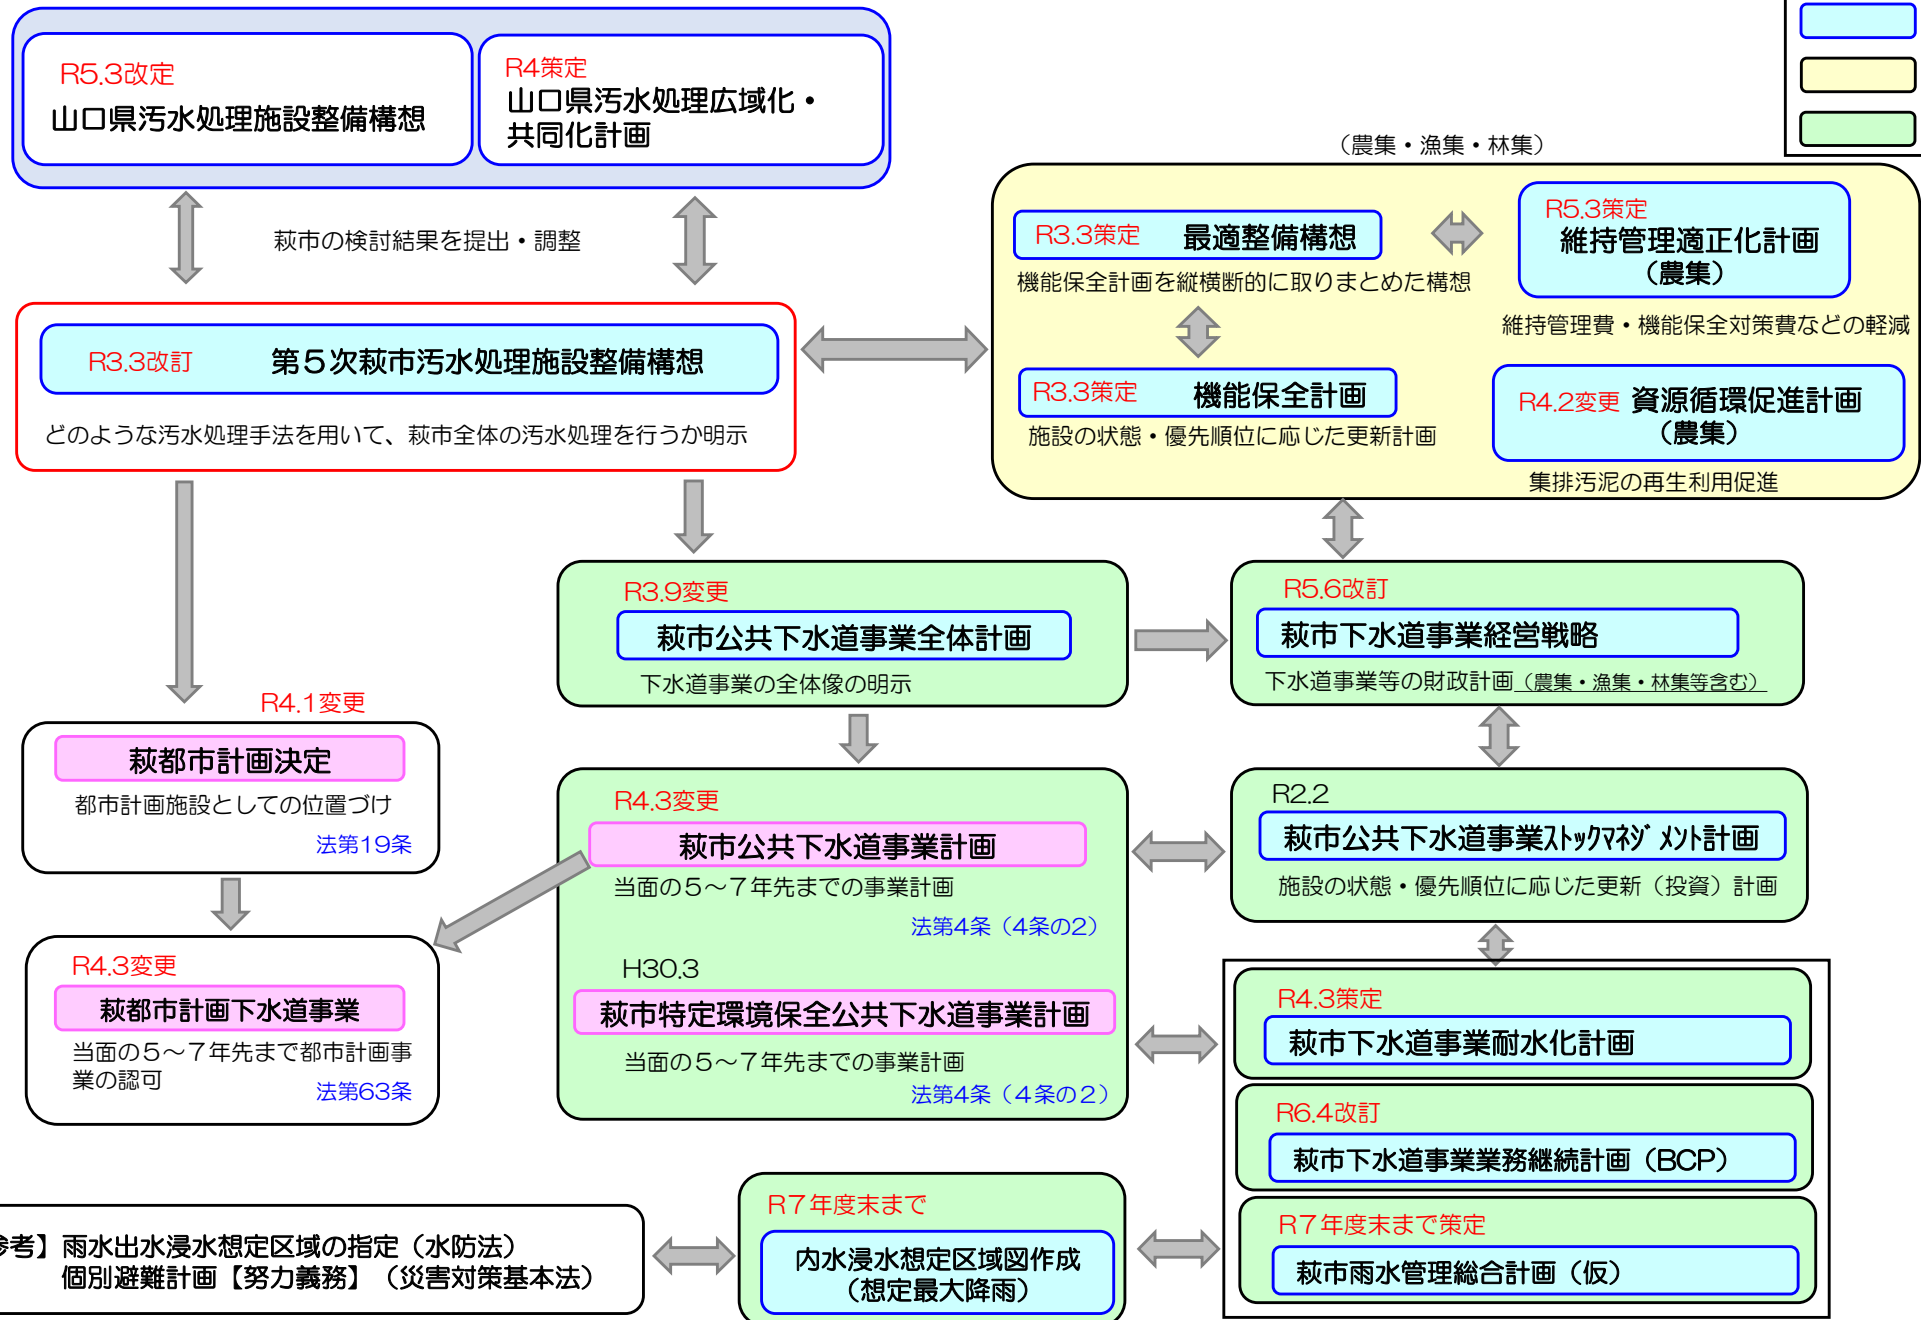 R5.3改定
山口県汚水処理施設整備構想
R4策定
山口県汚水処理広域化・
共同化計画
萩市の検討結果を提出・調整
R3.3改訂 第5次萩市汚水処理施設整備構想
どのような汚水処理手法を用いて、萩市全体の汚水処理を行うか明示
（農集・漁集・林集）
R3.3策定 最適整備構想
機能保全計画を縦横断的に取りまとめた構想
R5.3策定
維持管理適正化計画
（農集）
維持管理費・機能保全対策費などの軽減
R3.3策定 機能保全計画
施設の状態・優先順位に応じた更新計画
R4.2変更 資源循環促進計画
（農集）
集排汚泥の再生利用促進
R3.9変更
萩市公共下水道事業全体計画
下水道事業の全体像の明示
R5.6改訂
萩市下水道事業経営戦略
下水道事業等の財政計画（農集・漁集・林集等含む）
R4.1変更
萩都市計画決定
都市計画施設としての位置づけ
法第19条
R4.3変更
萩市公共下水道事業計画
当面の5～7年先までの事業計画
法第4条（4条の2）
H30.3
萩市特定環境保全公共下水道事業計画
当面の5～7年先までの事業計画
法第4条（４条の２）
R2.2
萩市公共下水道事業ｽﾄｯｸﾏﾈｼﾞﾒﾝﾄ計画
施設の状態・優先順位に応じた更新（投資）計画
R4.3変更
萩都市計画下水道事業
当面の5～7年先まで都市計画事
業の認可
法第63条
R4.3策定
萩市下水道事業耐水化計画
R6.4改訂
萩市下水道事業業務継続計画（BCP）
R7年度末まで策定
萩市雨水管理総合計画（仮）
R7年度末まで
内水浸水想定区域図作成
（想定最大降雨）
考】雨水出水浸水想定区域の指定（水防法）
個別避難計画【努力義務】（災害対策基本法）